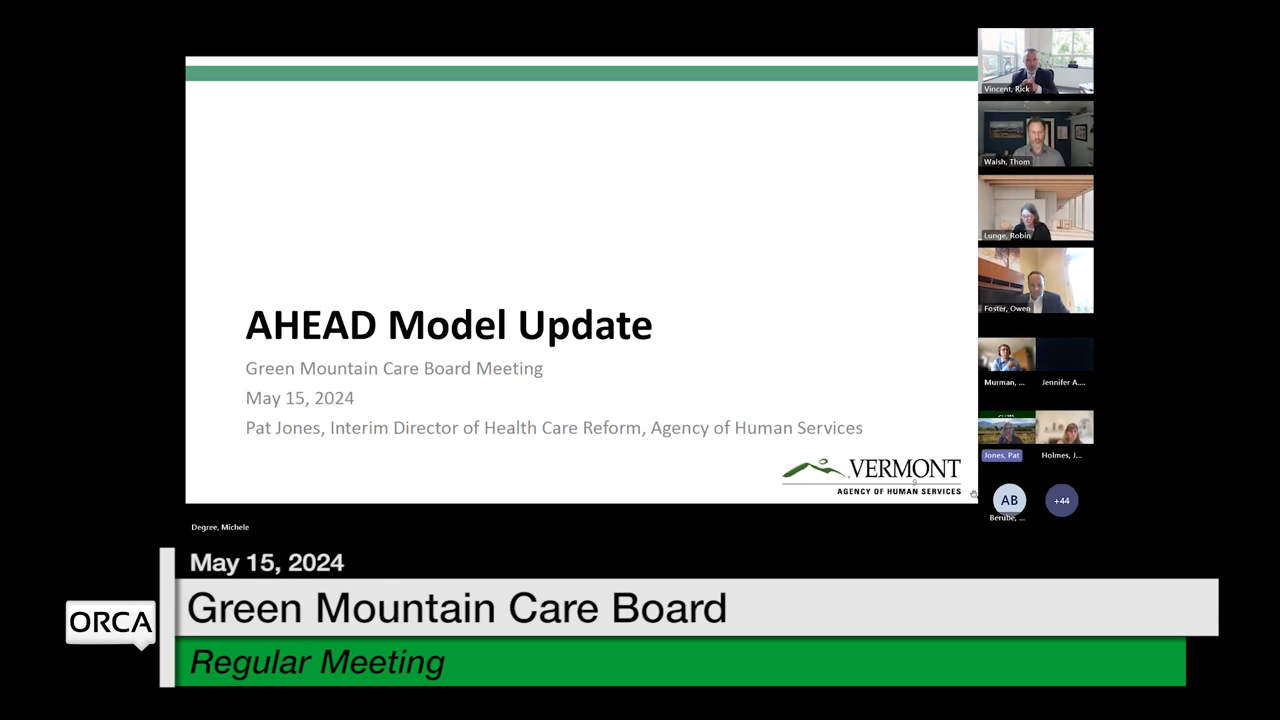 AHEAD Model Update
Green Mountain Care Board Meeting
May 15, 2024
Pat Jones, Interim Director of Health Care Reform, Agency of Human Services
VERMONT
AGENCY OF HUMAN SERVICES
9
Vincent, Rick
Walsh, Thom
Lunge, Robin
Foster, Owen
Murman, ...
Jennifer A....
Jones, Pat
Holmes, J...
AB
+44
Berube, ...
Degree, Michele
May 15, 2024
ORCA
Green Mountain Care Board
Regular Meeting